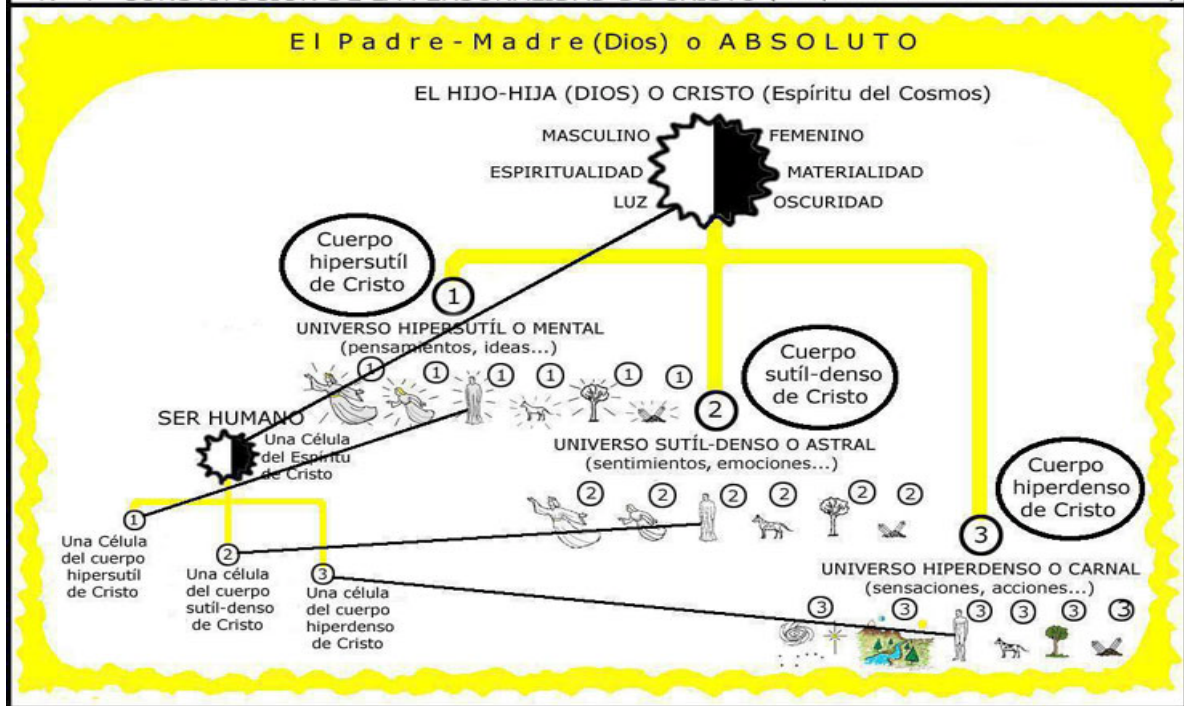 El Padre-Madre (Dios) o ABSOLUTO
EL HIJO-HIJA (DIOS) O CRISTO (Espíritu del Cosmos)
MASCULINO
FEMENINO
ESPIRITUALIDAD
MATERIALIDAD
LUZ
OSCURIDAD
Cuerpo
hipersutíl
de Cristo
1
UNIVERSO HIPERSUTÍL O MENTAL
(pensamientos, ideas...)
1
1
1
1
1
1
Cuerpo
sutíl-denso
de Cristo
2
UNIVERSO SUTÍL-DENSO O ASTRAL
(sentimientos, emociones...)
2
2
2
2
2
2
Cuerpo
hiperdenso
de Cristo
3
UNIVERSO HIPERDENSO O CARNAL
(sensaciones, acciones...)
3
3
3
3
3
3
SER HUMANO
Una Célula
del Espíritu
de Cristo
1
Una Célula
del cuerpo
hipersutíl
de Cristo
2
Una célula
del cuerpo
sutíl-denso
de Cristo
3
Una célula
del cuerpo
hiperdenso
de Cristo